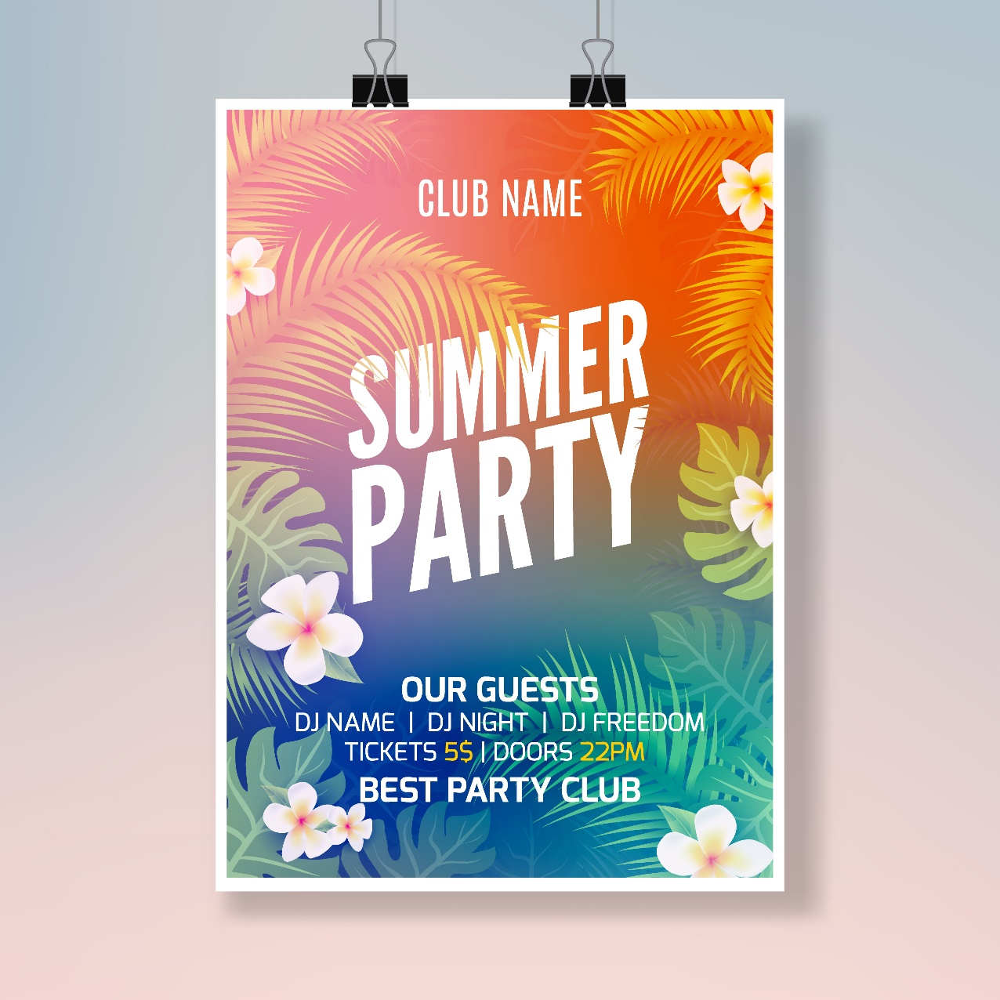 CLUB NAME
SUMMER
PARTY
OUR GUESTS
DJ NAME | DJ NIGHT | DJ FREEDOM
TICKETS 5$ | DOORS 22PM
BEST PARTY CLUB